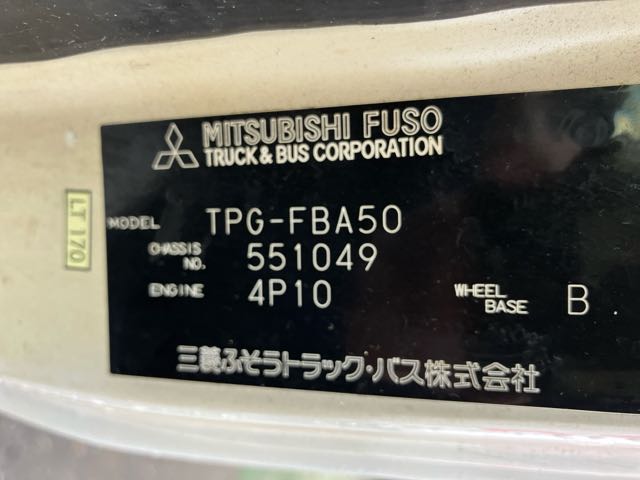 MITSUBISHI FUSO
TRUCK & BUS CORPORATION
MODEL TPG-FBA50
CHASSIS NO. 551049
ENGINE 4P10 WHEEL BASE B
三菱ふそうトラック・バス株式会社
LT 170